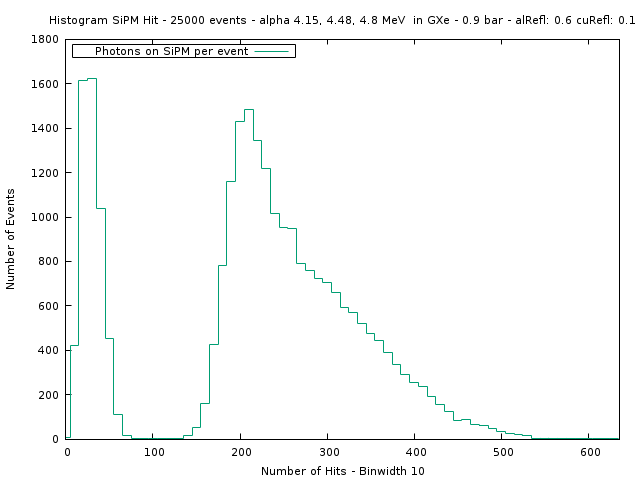 Histogram SiPM Hit - 25000 events - alpha 4.15, 4.48, 4.8 MeV  in GXe - 0.9 bar - alRefl: 0.6 cuRefl: 0.1
Photons on SiPM per event
1800
1600
1400
1200
1000
800
600
400
200
0
Number of Events
0 100 200 300 400 500 600
Number of Hits - Binwidth 10